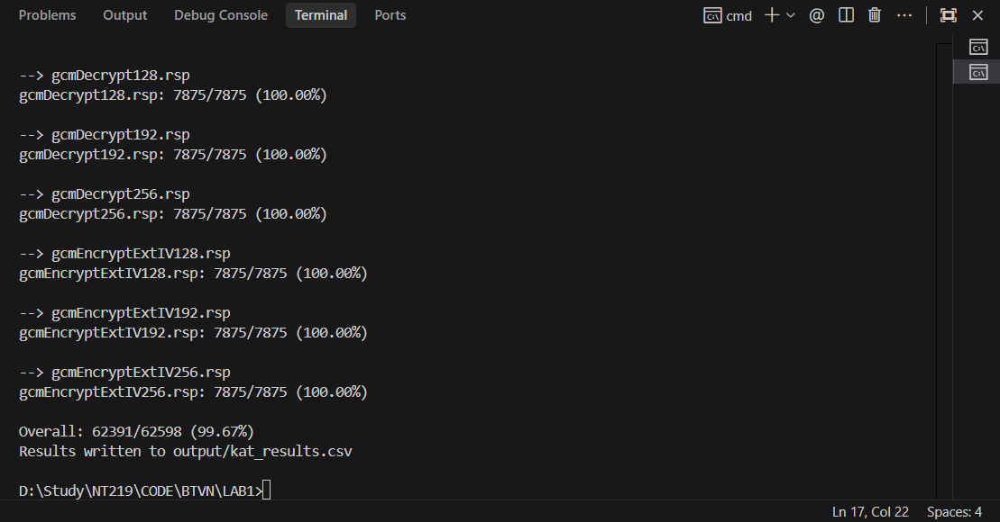 Problems Output Debug Console Terminal Ports cmd
--> gcmDecrypt128.rsp
gcmDecrypt128.rsp: 7875/7875 (100.00%)
--> gcmDecrypt192.rsp
gcmDecrypt192.rsp: 7875/7875 (100.00%)
--> gcmDecrypt256.rsp
gcmDecrypt256.rsp: 7875/7875 (100.00%)
--> gcmEncryptExtIV128.rsp
gcmEncryptExtIV128.rsp: 7875/7875 (100.00%)
--> gcmEncryptExtIV192.rsp
gcmEncryptExtIV192.rsp: 7875/7875 (100.00%)
--> gcmEncryptExtIV256.rsp
gcmEncryptExtIV256.rsp: 7875/7875 (100.00%)
Overall: 62391/62598 (99.67%)
Results written to output/kat_results.csv
D:\Study\NT219\CODE\BTVN\LAB1>
Ln 17, Col 22 Spaces: 4